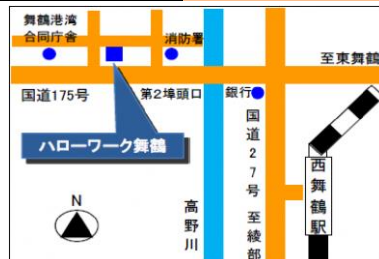 舞鶴港湾
合同庁舎
消防署
至東舞鶴
国道175号
第2埠頭口
銀行
ハローワーク舞鶴
国道27号 至綾部
西舞鶴駅
高野川
N